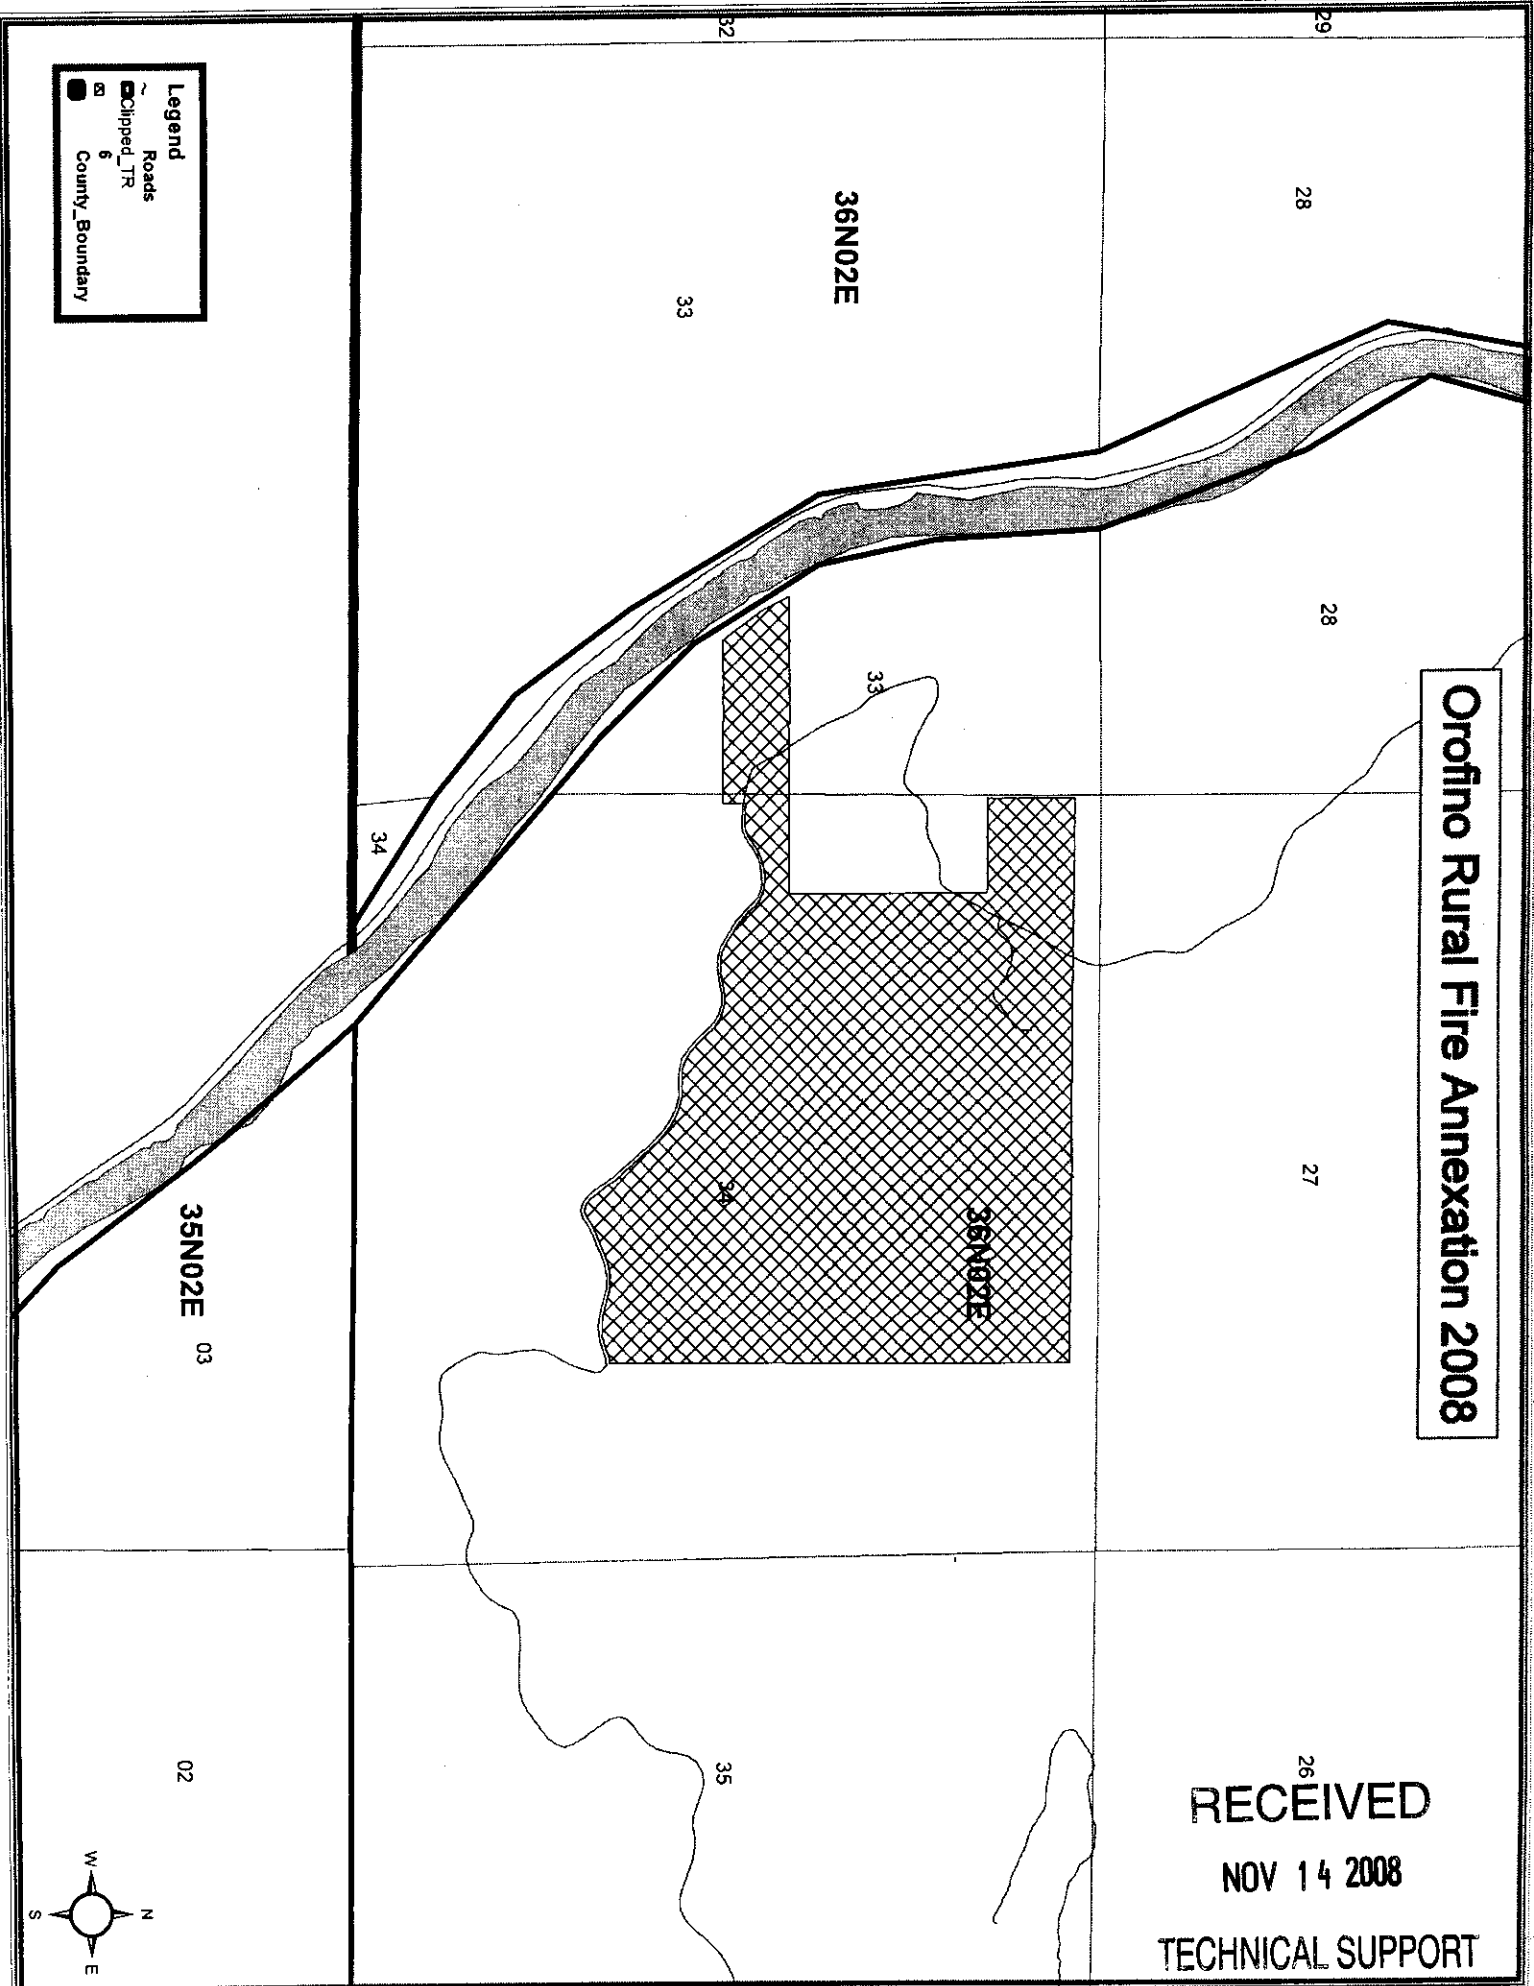 Orofino Rural Fire Annexation 2008
29
28
28
27
26
RECEIVED
NOV 14 2008
TECHNICAL SUPPORT
32
36N02E
33
33
36N02E
34
35
34
35N02E
03
02
Legend
~ Roads
Clipped_TR
6
County_Boundary
N
W
E
S